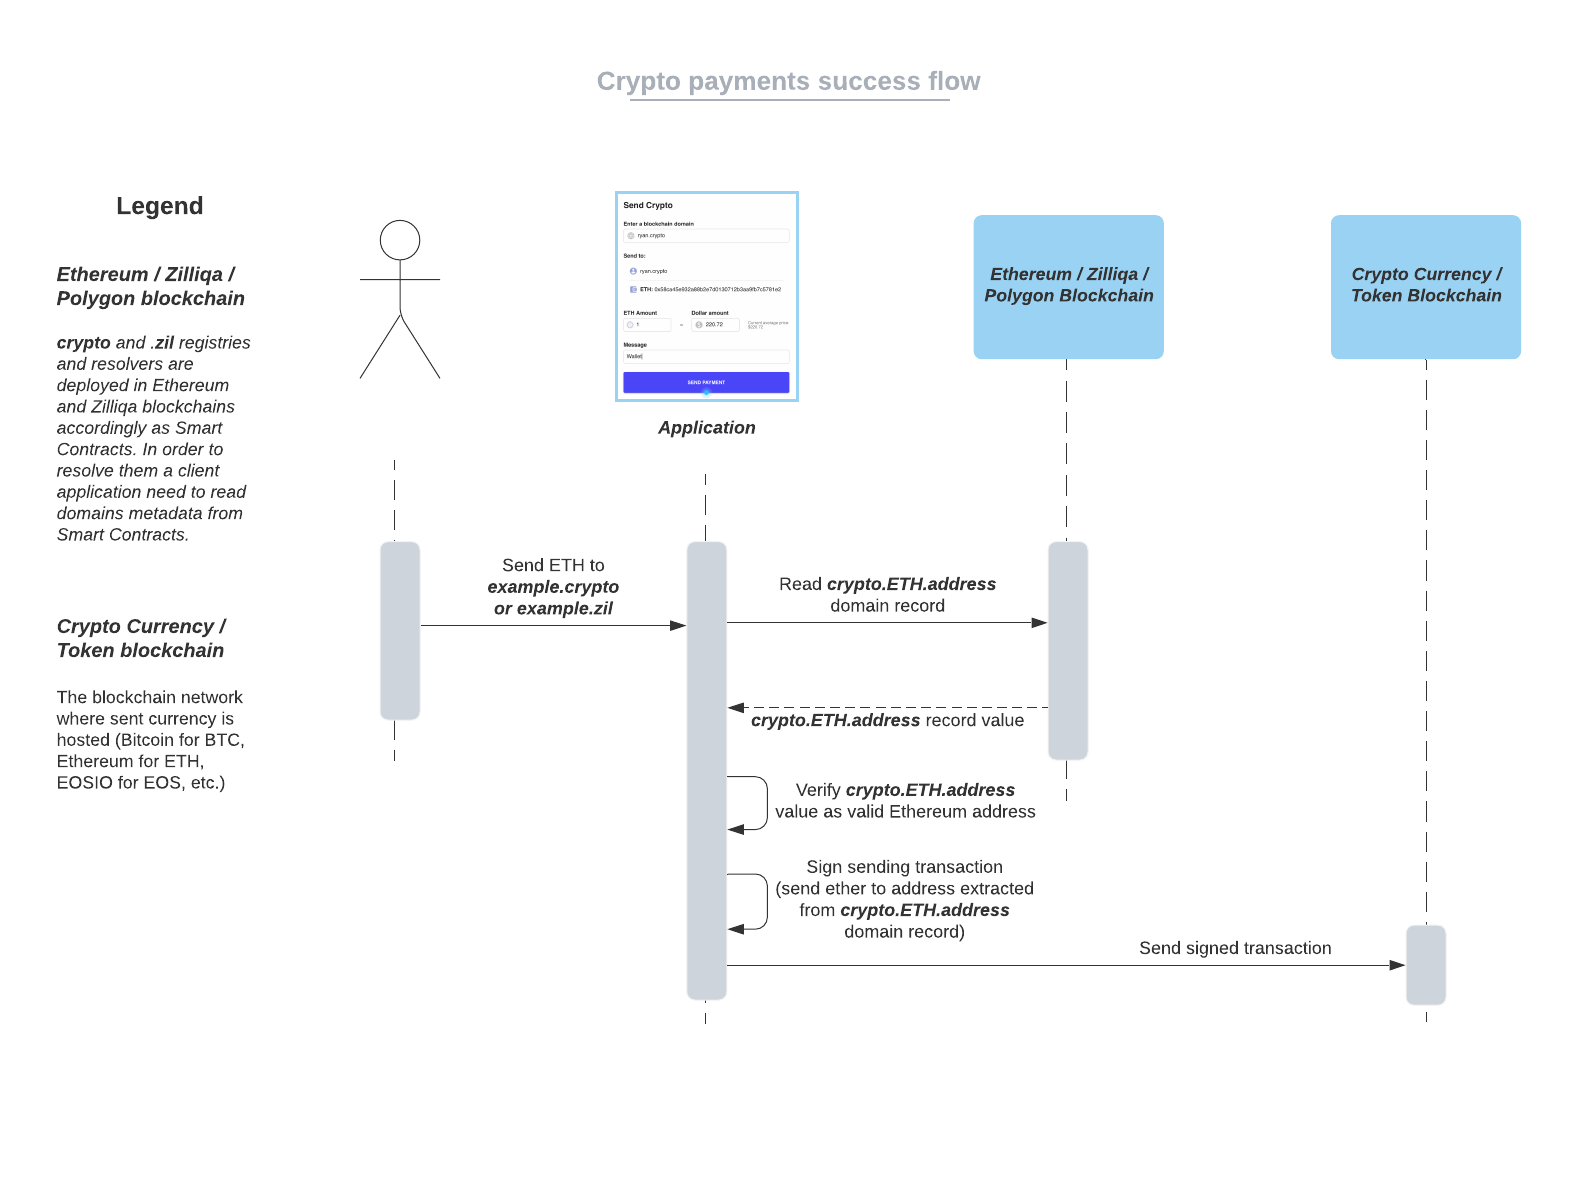 Crypto payments success flow
Legend
Ethereum / Zilliqa /
Polygon blockchain
crypto and .zil registries
and resolvers are
deployed in Ethereum
and Zilliqa blockchains
accordingly as Smart
Contracts. In order to
resolve them a client
application need to read
domains metadata from
Smart Contracts.
Crypto Currency /
Token blockchain
The blockchain network
where sent currency is
hosted (Bitcoin for BTC,
Ethereum for ETH,
EOSIO for EOS, etc.)
Send Crypto
Enter a blockchain domain
ryan.crypto
Send to:
ryan.crypto
ETH:
ETH Amount
Dollar amount
1
220.72
Current average price
$220.72
Message
Wallet
SEND PAYMENT
Application
Ethereum / Zilliqa /
Polygon Blockchain
Crypto Currency /
Token Blockchain
Send ETH to
example.crypto
or example.zil
Read crypto.ETH.address
domain record
crypto.ETH.address record value
Verify crypto.ETH.address
value as valid Ethereum address
Sign sending transaction
(send ether to address extracted
from crypto.ETH.address
domain record)
Send signed transaction